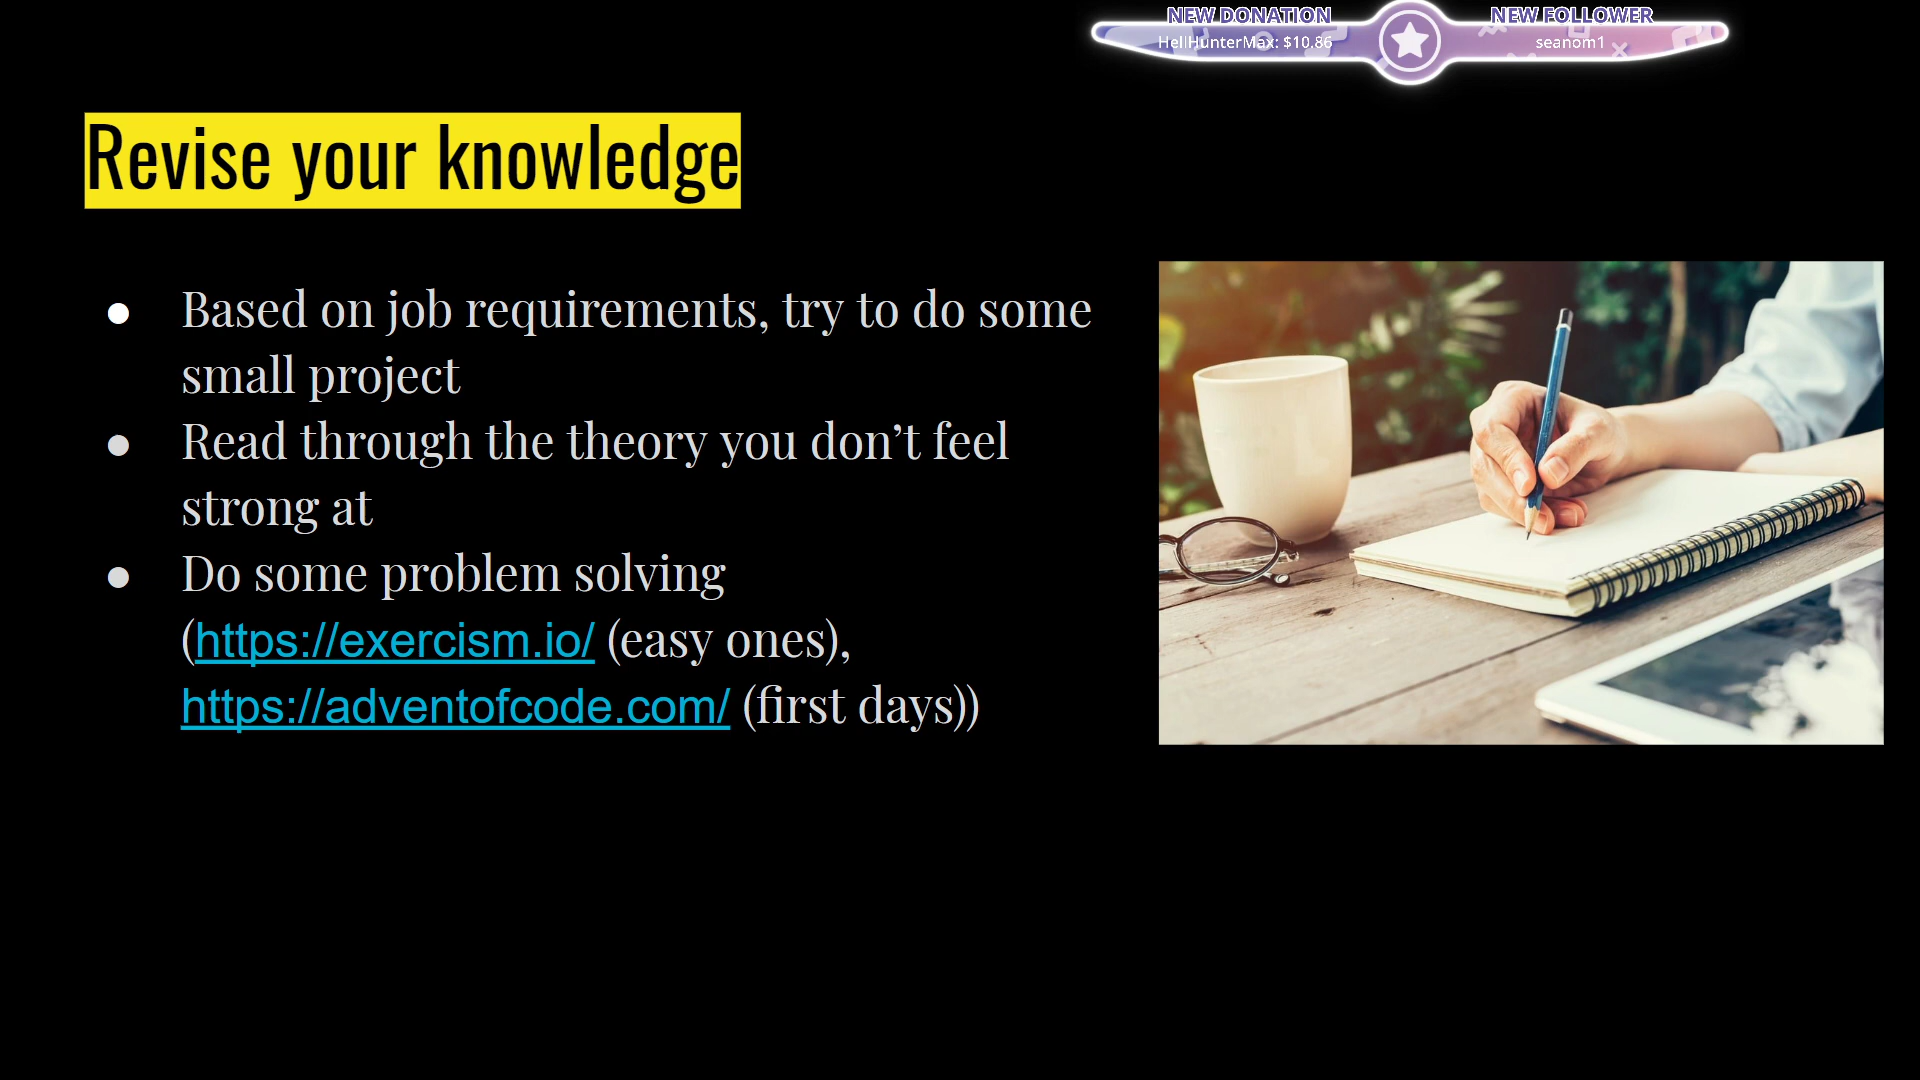 NEW DONATION
HellHunterMax: $10.86
NEW FOLLOWER
seanom1
Revise your knowledge
● Based on job requirements, try to do some
small project
● Read through the theory you don’t feel
strong at
● Do some problem solving
(https://exercism.io/ (easy ones),
https://adventofcode.com/ (first days))